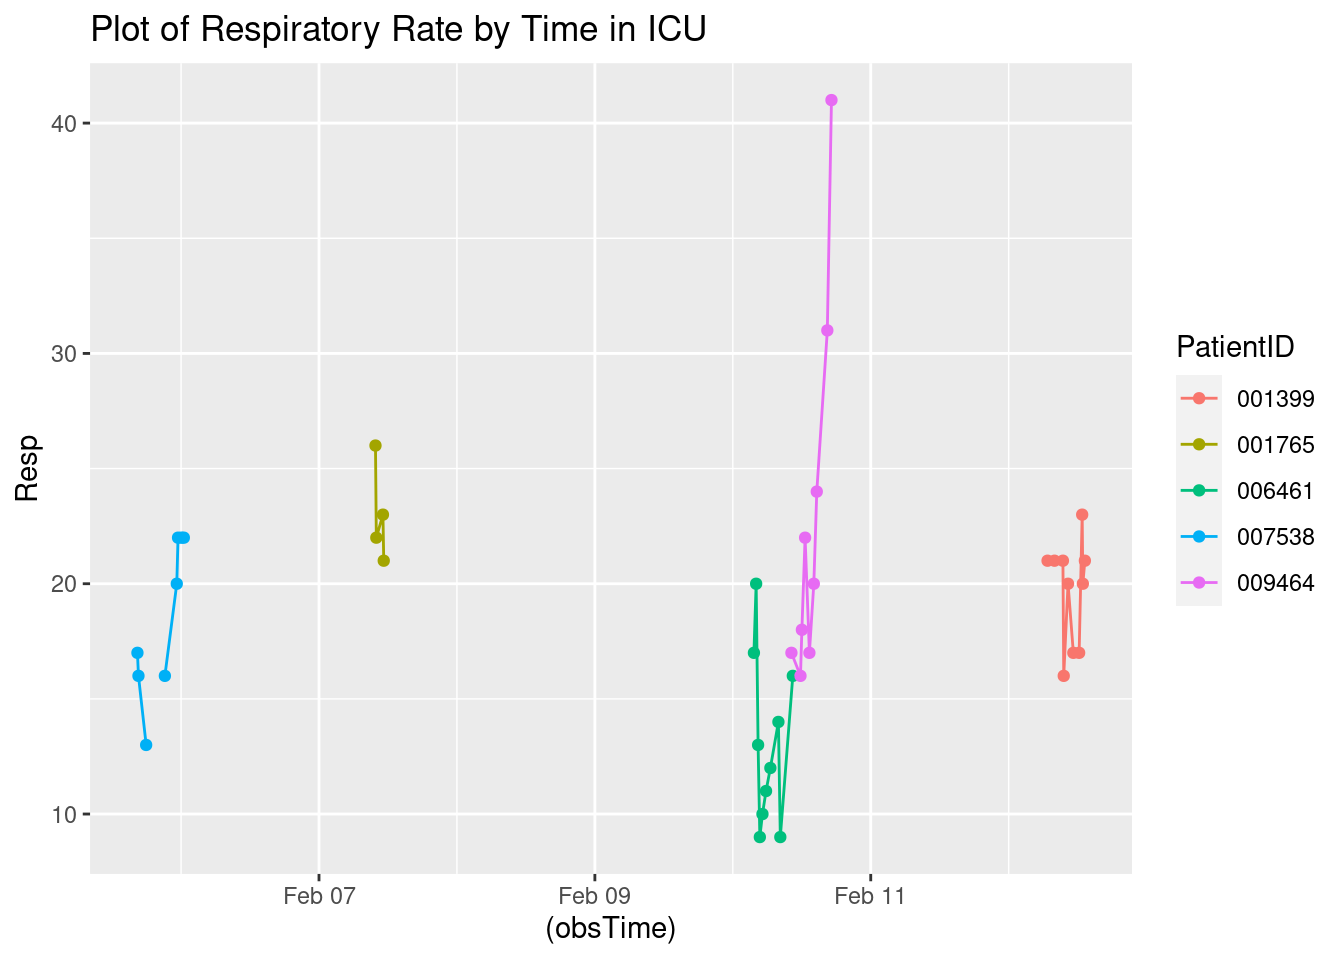 Plot of Respiratory Rate by Time in ICU
40
30
20
10
Resp
Feb 07
Feb 09
Feb 11
(obsTime)
PatientID
001399
001765
006461
007538
009464